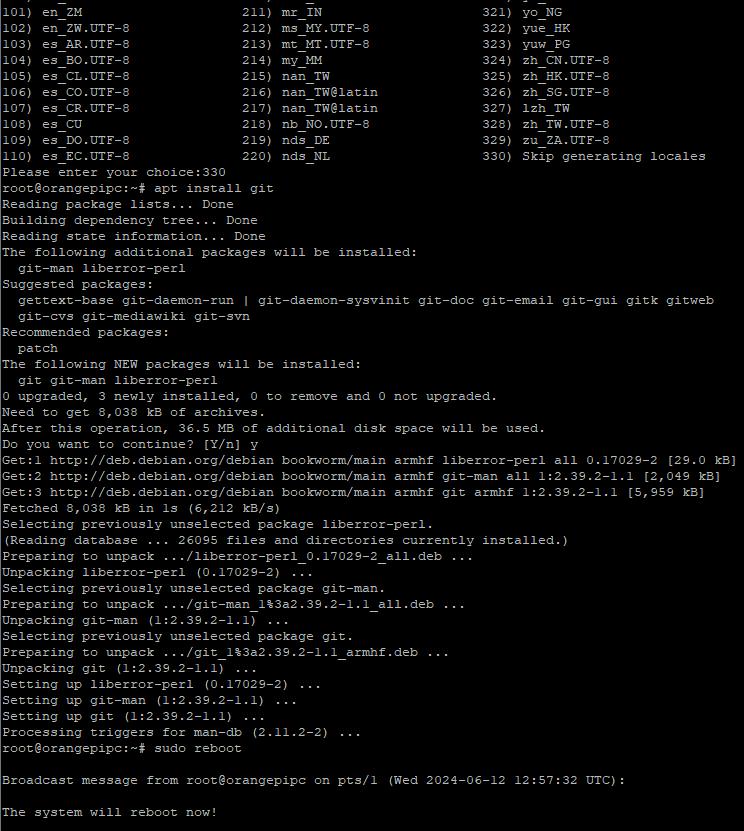 101) en_ZM                    211) mr_IN                    321) yo_NG
102) en_ZW.UTF-8              212) ms_MY.UTF-8              322) yue_HK
103) es_AR.UTF-8              213) mt_MT.UTF-8              323) yuw_PG
104) es_BO.UTF-8              214) my_MM                    324) zh_CN.UTF-8
105) es_CL.UTF-8              215) nan_TW                   325) zh_HK.UTF-8
106) es_CO.UTF-8              216) nan_TW@latin             326) zh_SG.UTF-8
107) es_CR.UTF-8              217) nan_TW@latin             327) lzh_TW
108) es_CU                    218) nb_NO.UTF-8              328) zh_TW.UTF-8
109) es_DO.UTF-8              219) nds_DE                   329) zu_ZA.UTF-8
110) es_EC.UTF-8              220) nds_NL                   330) Skip generating locales
Please enter your choice:330
root@orangepipc:~# apt install git
Reading package lists... Done
Building dependency tree... Done
Reading state information... Done
The following additional packages will be installed:
  git-man liberror-perl
Suggested packages:
  gettext-base git-daemon-run | git-daemon-sysvinit git-doc git-email git-gui gitk gitweb
  git-cvs git-mediawiki git-svn
Recommended packages:
  patch
The following NEW packages will be installed:
  git git-man liberror-perl
0 upgraded, 3 newly installed, 0 to remove and 0 not upgraded.
Need to get 8,038 kB of archives.
After this operation, 36.5 MB of additional disk space will be used.
Do you want to continue? [Y/n] y
Get:1 http://deb.debian.org/debian bookworm/main armhf liberror-perl all 0.17029-2 [29.0 kB]
Get:2 http://deb.debian.org/debian bookworm/main armhf git-man all 1:2.39.2-1.1 [2,049 kB]
Get:3 http://deb.debian.org/debian bookworm/main armhf git armhf 1:2.39.2-1.1 [5,959 kB]
Fetched 8,038 kB in 1s (6,212 kB/s)
Selecting previously unselected package liberror-perl.
(Reading database ... 26095 files and directories currently installed.)
Preparing to unpack .../liberror-perl_0.17029-2_all.deb ...
Unpacking liberror-perl (0.17029-2) ...
Selecting previously unselected package git-man.
Preparing to unpack .../git-man_1%3a2.39.2-1.1_all.deb ...
Unpacking git-man (1:2.39.2-1.1) ...
Selecting previously unselected package git.
Preparing to unpack .../git_1%3a2.39.2-1.1_armhf.deb ...
Unpacking git (1:2.39.2-1.1) ...
Setting up liberror-perl (0.17029-2) ...
Setting up git-man (1:2.39.2-1.1) ...
Setting up git (1:2.39.2-1.1) ...
Processing triggers for man-db (2.11.2-2) ...
root@orangepipc:~# sudo reboot

Broadcast message from root@orangepipc on pts/1 (Wed 2024-06-12 12:57:32 UTC):

The system will reboot now!